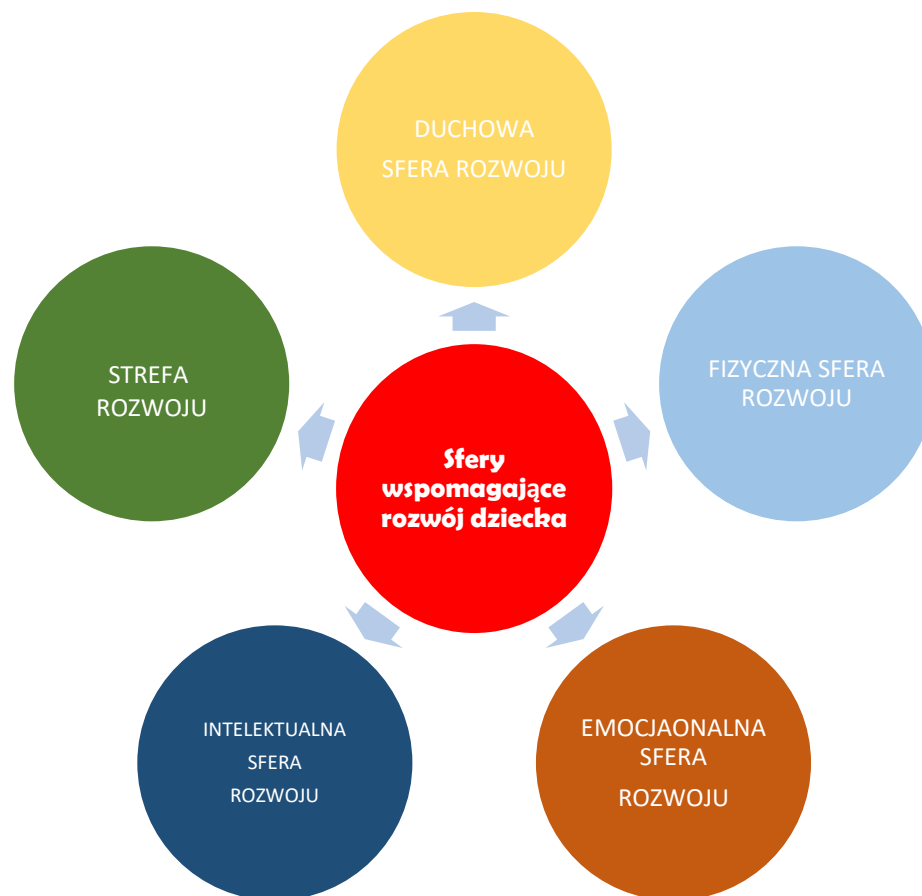 DUCHOWA
SFERA ROZWOJU
FIZYCZNA SFERA
ROZWOJU
STREFA
ROZWOJU
Sfery
wspomagające
rozwój dziecka
INTELEKTUALNA
SFERA
ROZWOJU
EMOCJAONALNA
SFERA
ROZWOJU